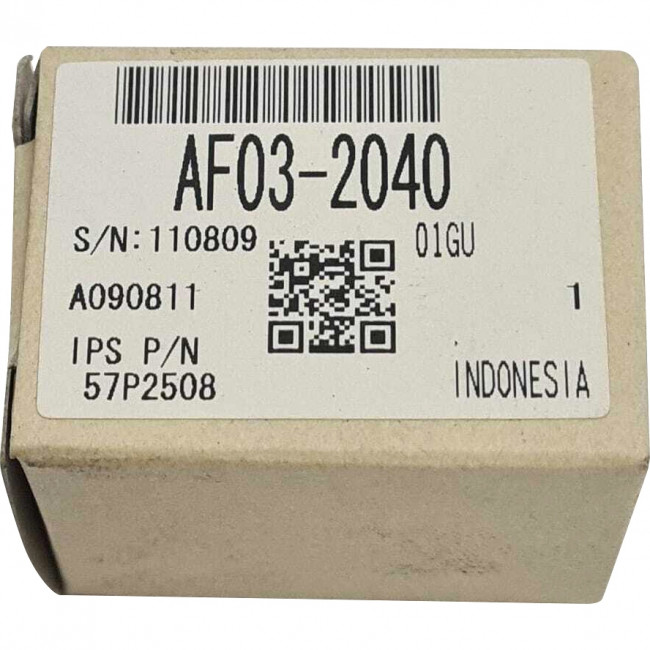 AF03-2040
S/N:110809 01GU
A090811 1
IPS P/N
57P2508 INDONESIA